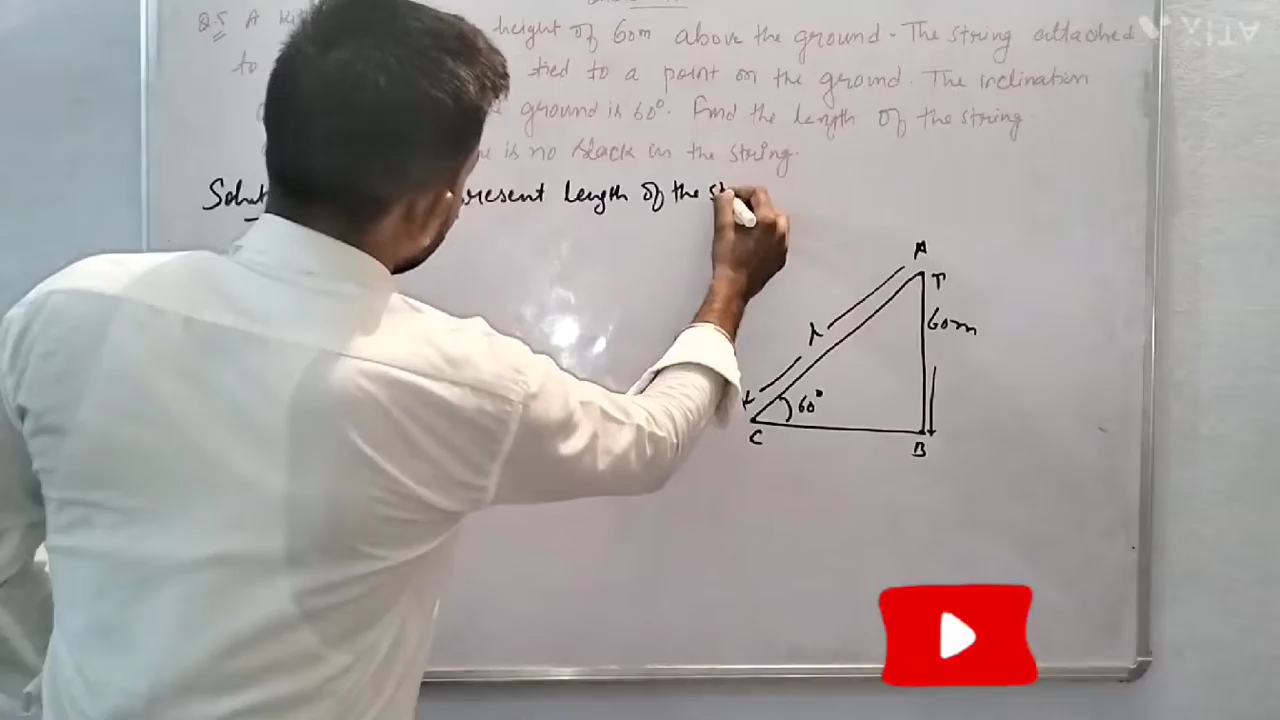 Q.5 A height of 60m above the ground. The string attached
to tied to a point on the ground. The inclination
ground is 60°. Find the length of the string
is no slack in the string.
present length of the
A
60m
60°
C
B